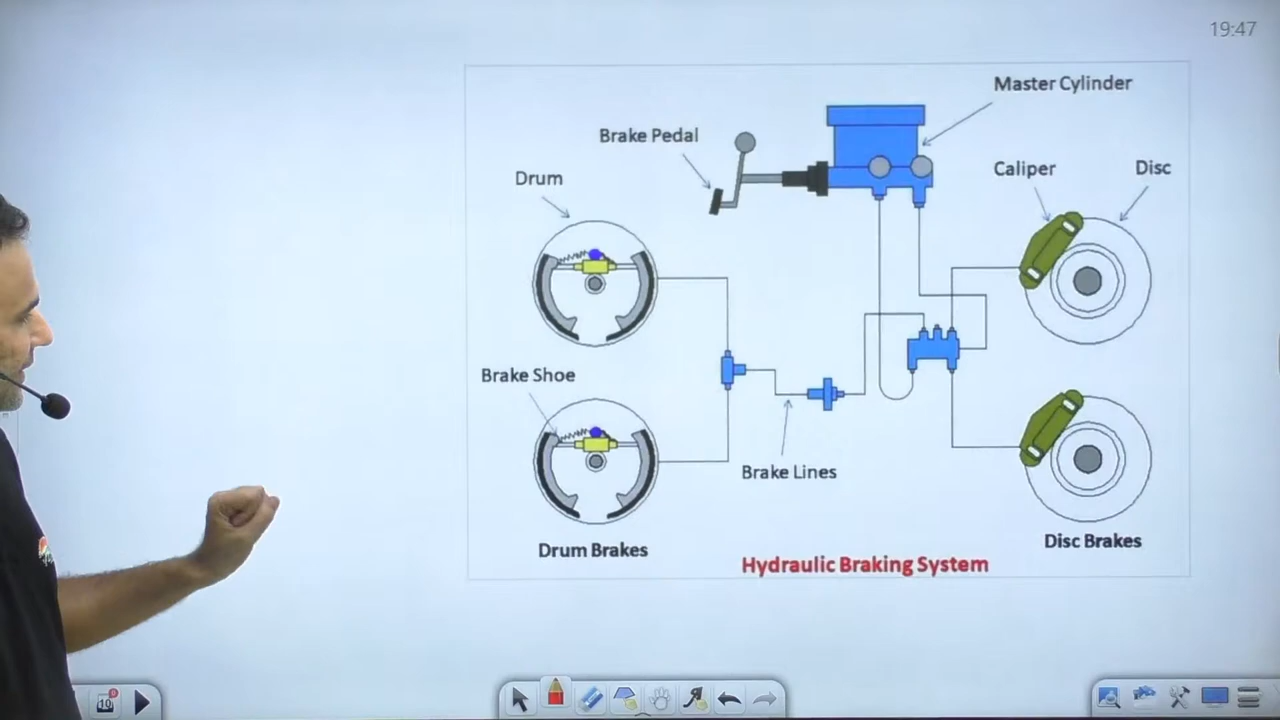 19:47
Master Cylinder
Brake Pedal
Caliper
Disc
Drum
Brake Shoe
Brake Lines
Drum Brakes
Disc Brakes
Hydraulic Braking System
10